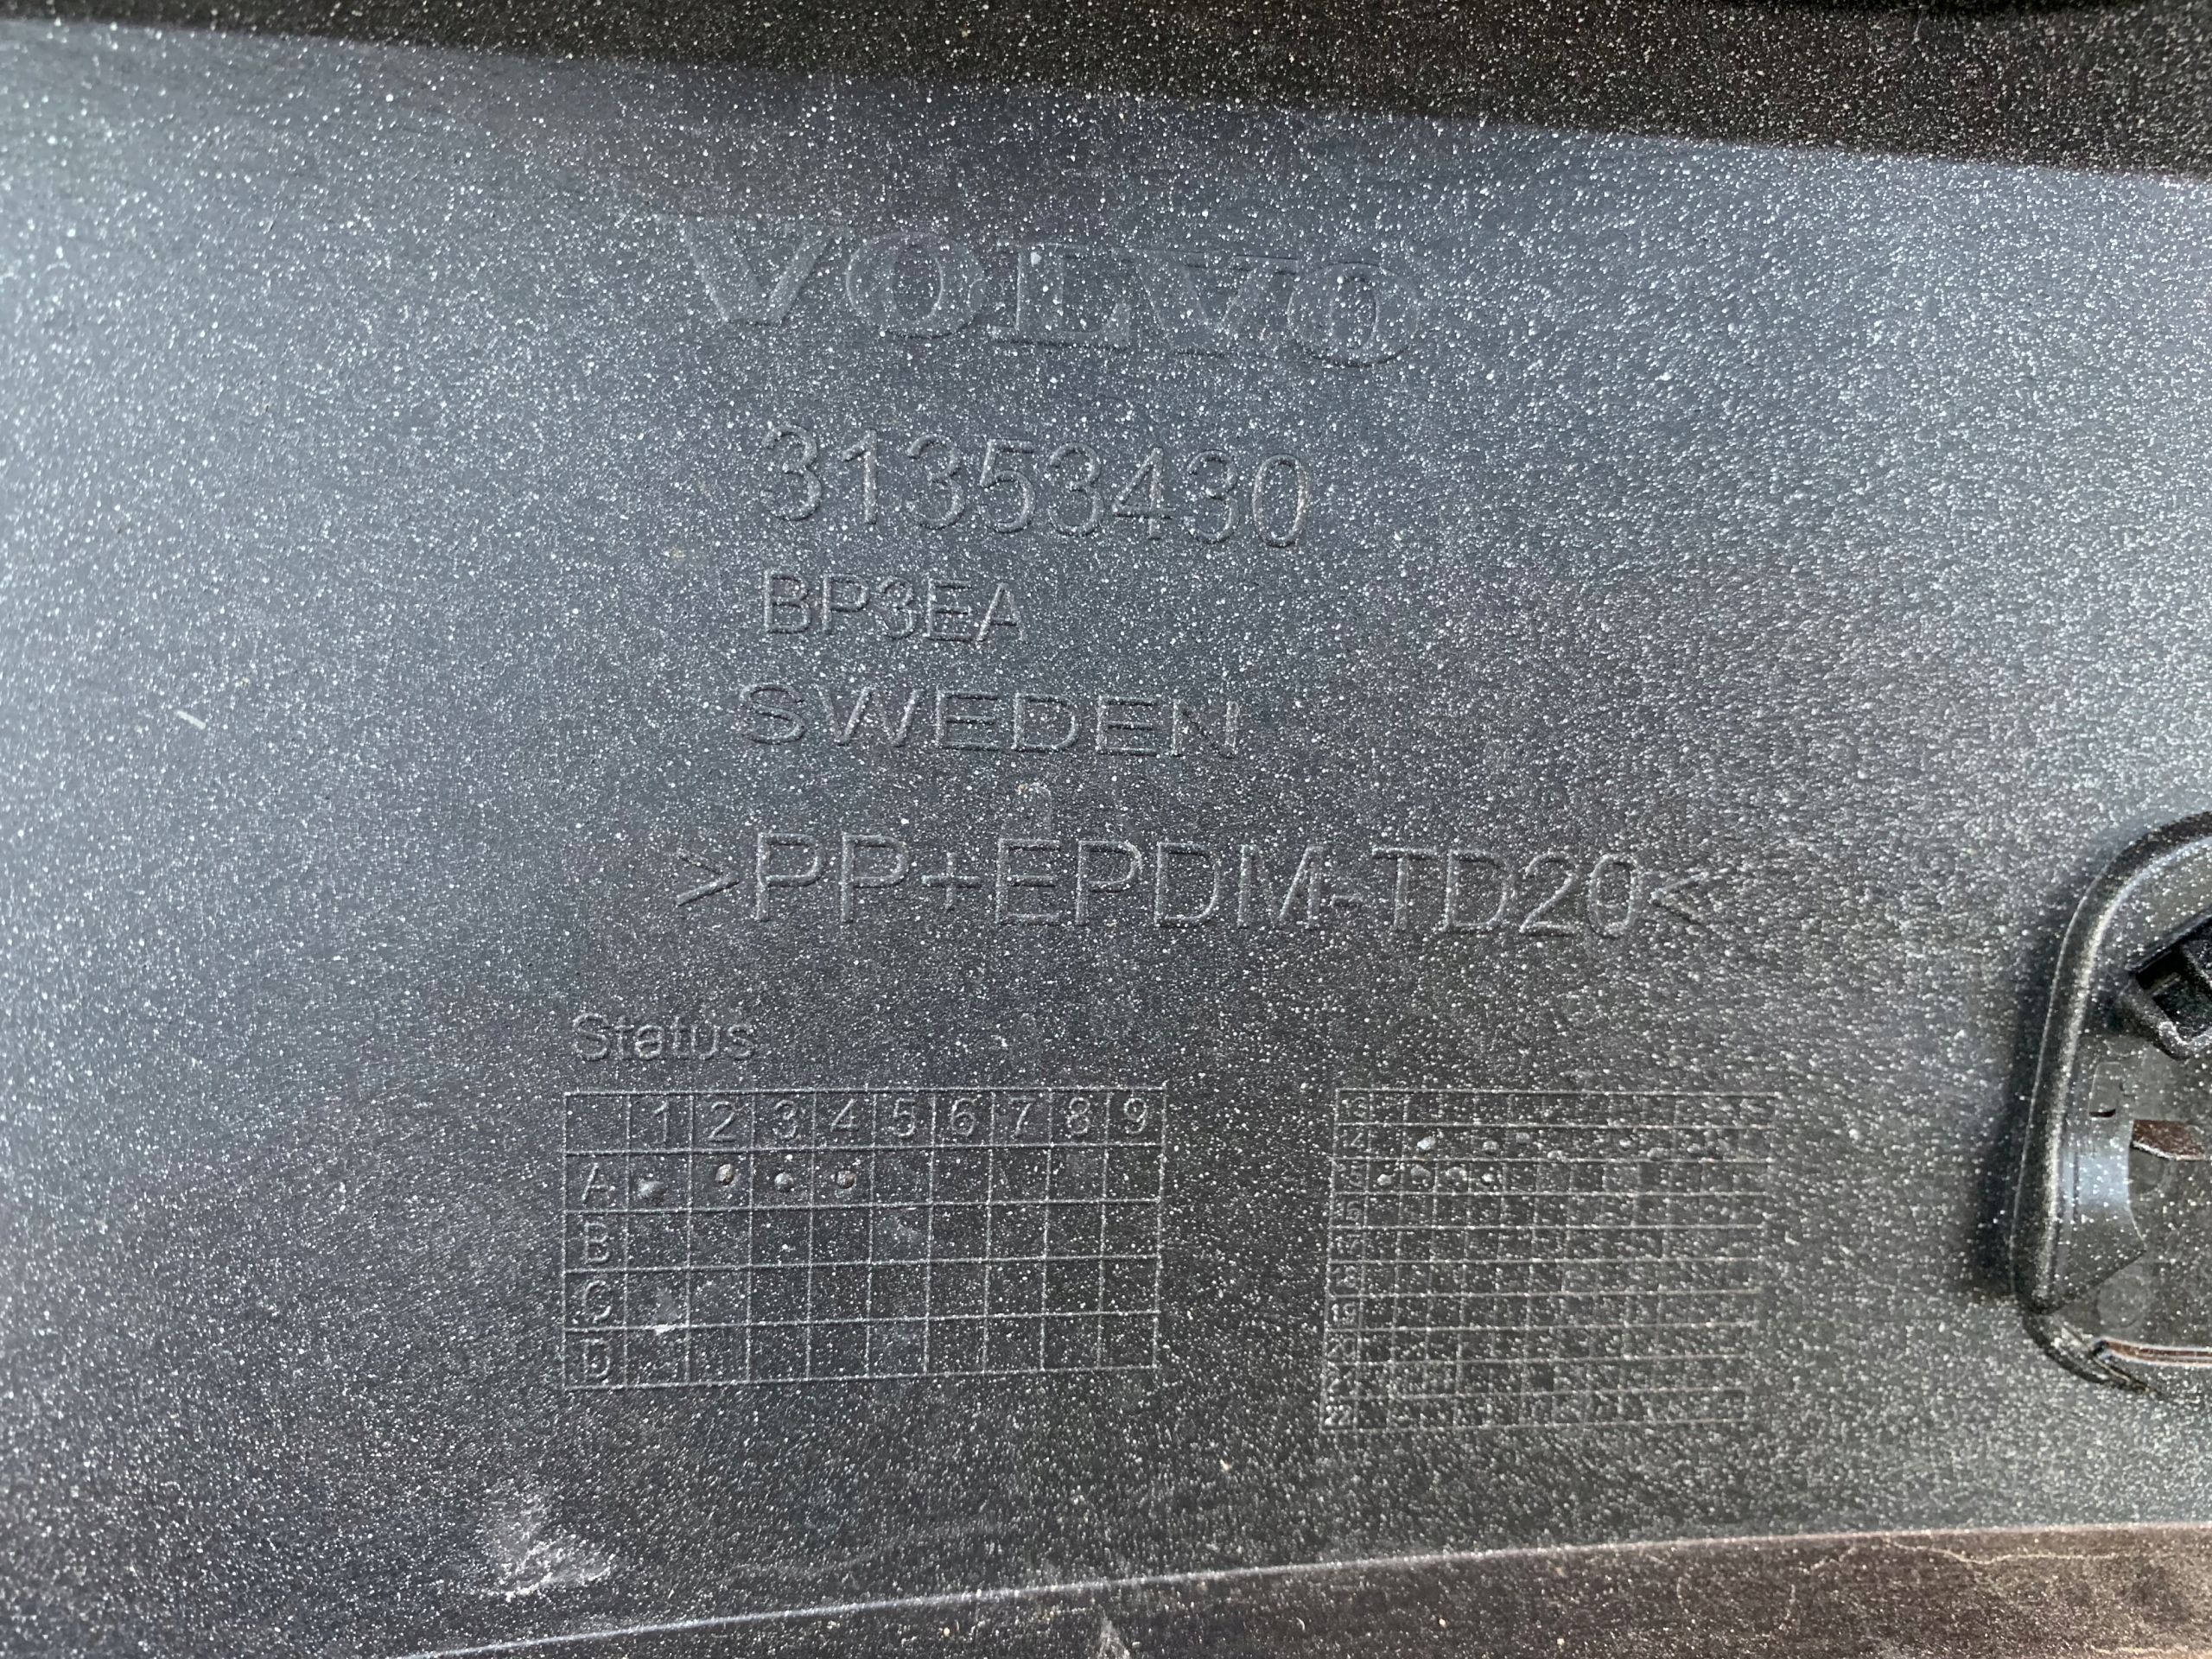 VOLVO
31353430
BP3EA
SWEDEN
>PP+EPDM-TD20<
Status
1 2 3 4 5 6 7 8 9
A
B
C
D